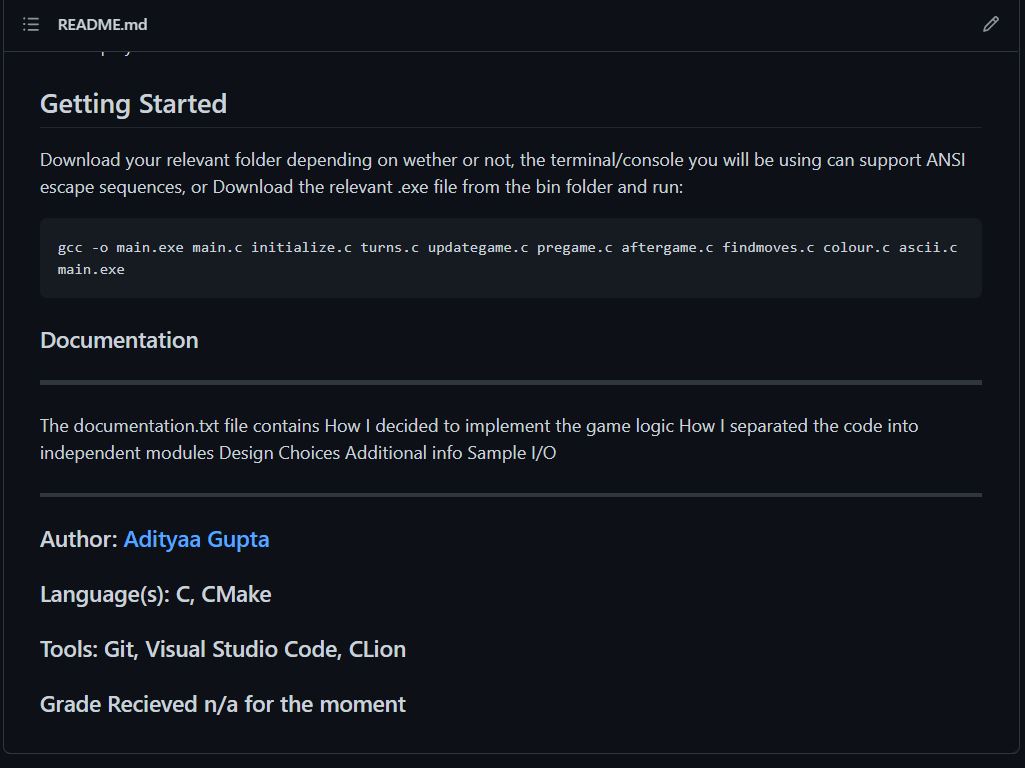 README.md
Getting Started
Download your relevant folder depending on wether or not, the terminal/console you will be using can support ANSI
escape sequences, or Download the relevant .exe file from the bin folder and run:
gcc -o main.exe main.c initialize.c turns.c updategame.c pregame.c aftergame.c findmoves.c colour.c ascii.c
main.exe
Documentation
The documentation.txt file contains How I decided to implement the game logic How I separated the code into
independent modules Design Choices Additional info Sample I/O
Author: Adityaa Gupta
Language(s): C, CMake
Tools: Git, Visual Studio Code, CLion
Grade Recieved n/a for the moment